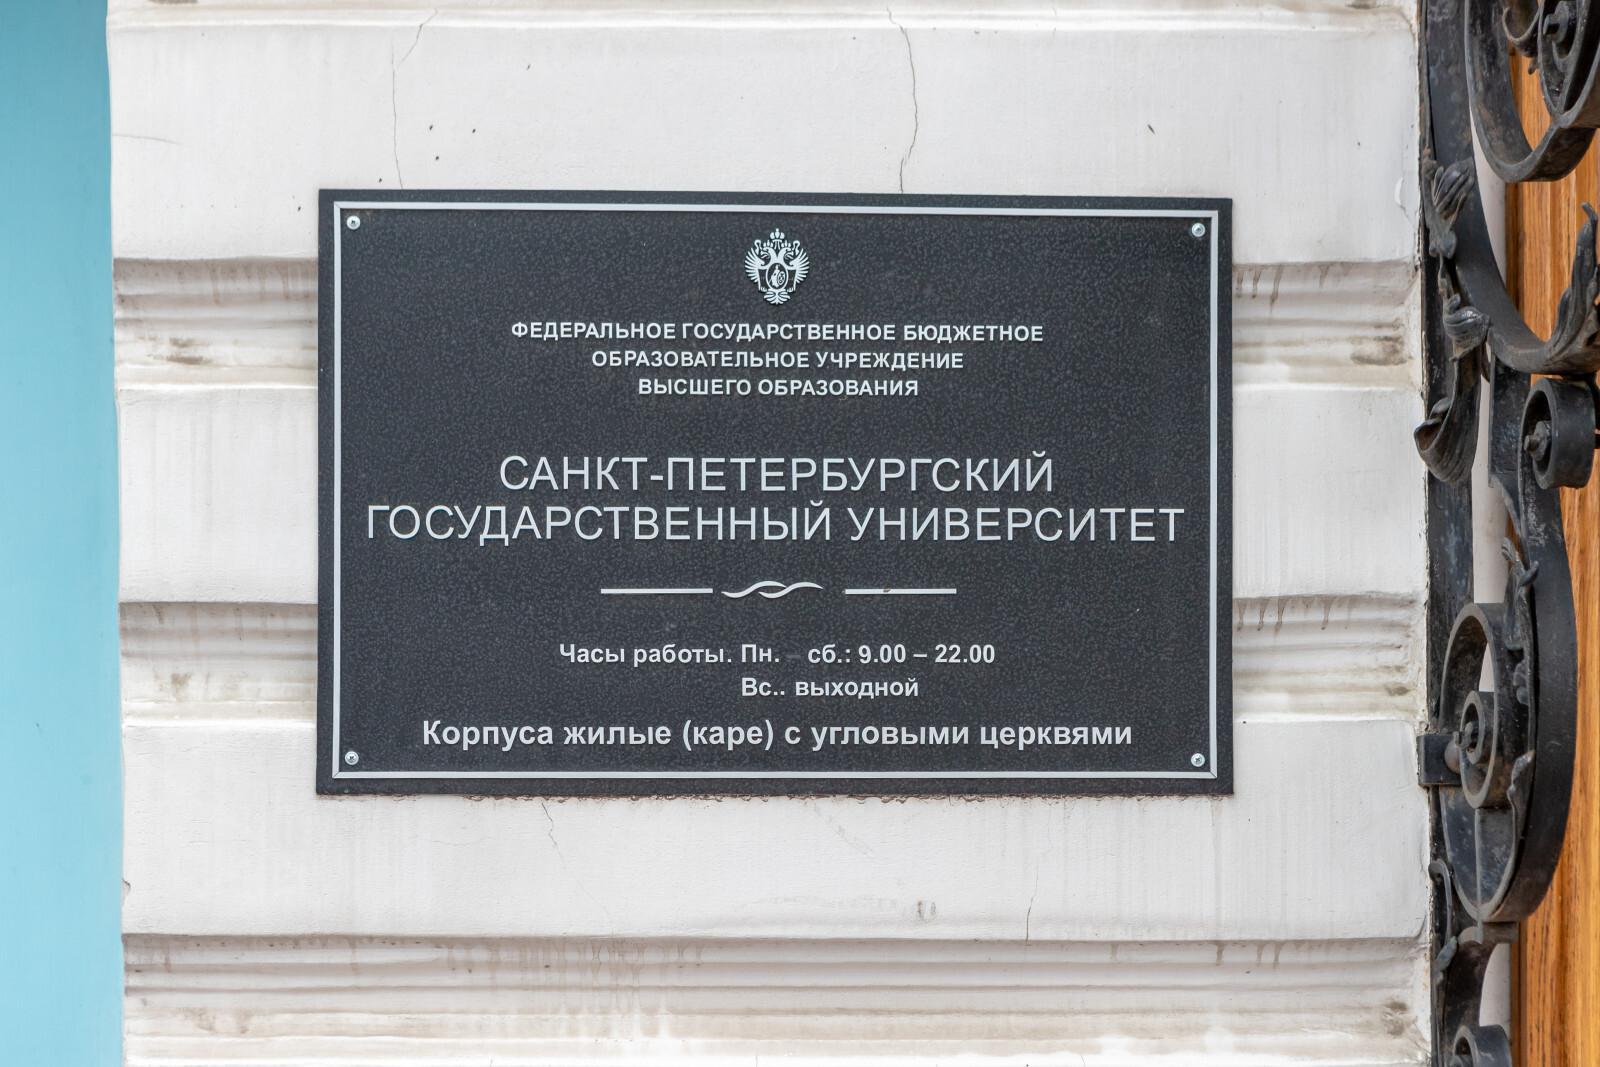 ФЕДЕРАЛЬНОЕ ГОСУДАРСТВЕННОЕ БЮДЖЕТНОЕ
ОБРАЗОВАТЕЛЬНОЕ УЧРЕЖДЕНИЕ
ВЫСШЕГО ОБРАЗОВАНИЯ
САНКТ-ПЕТЕРБУРГСКИЙ
ГОСУДАРСТВЕННЫЙ УНИВЕРСИТЕТ
Часы работы. Пн. сб.: 9.00 – 22.00
Вс.. выходной
Корпуса жилые (каре) с угловыми церквями